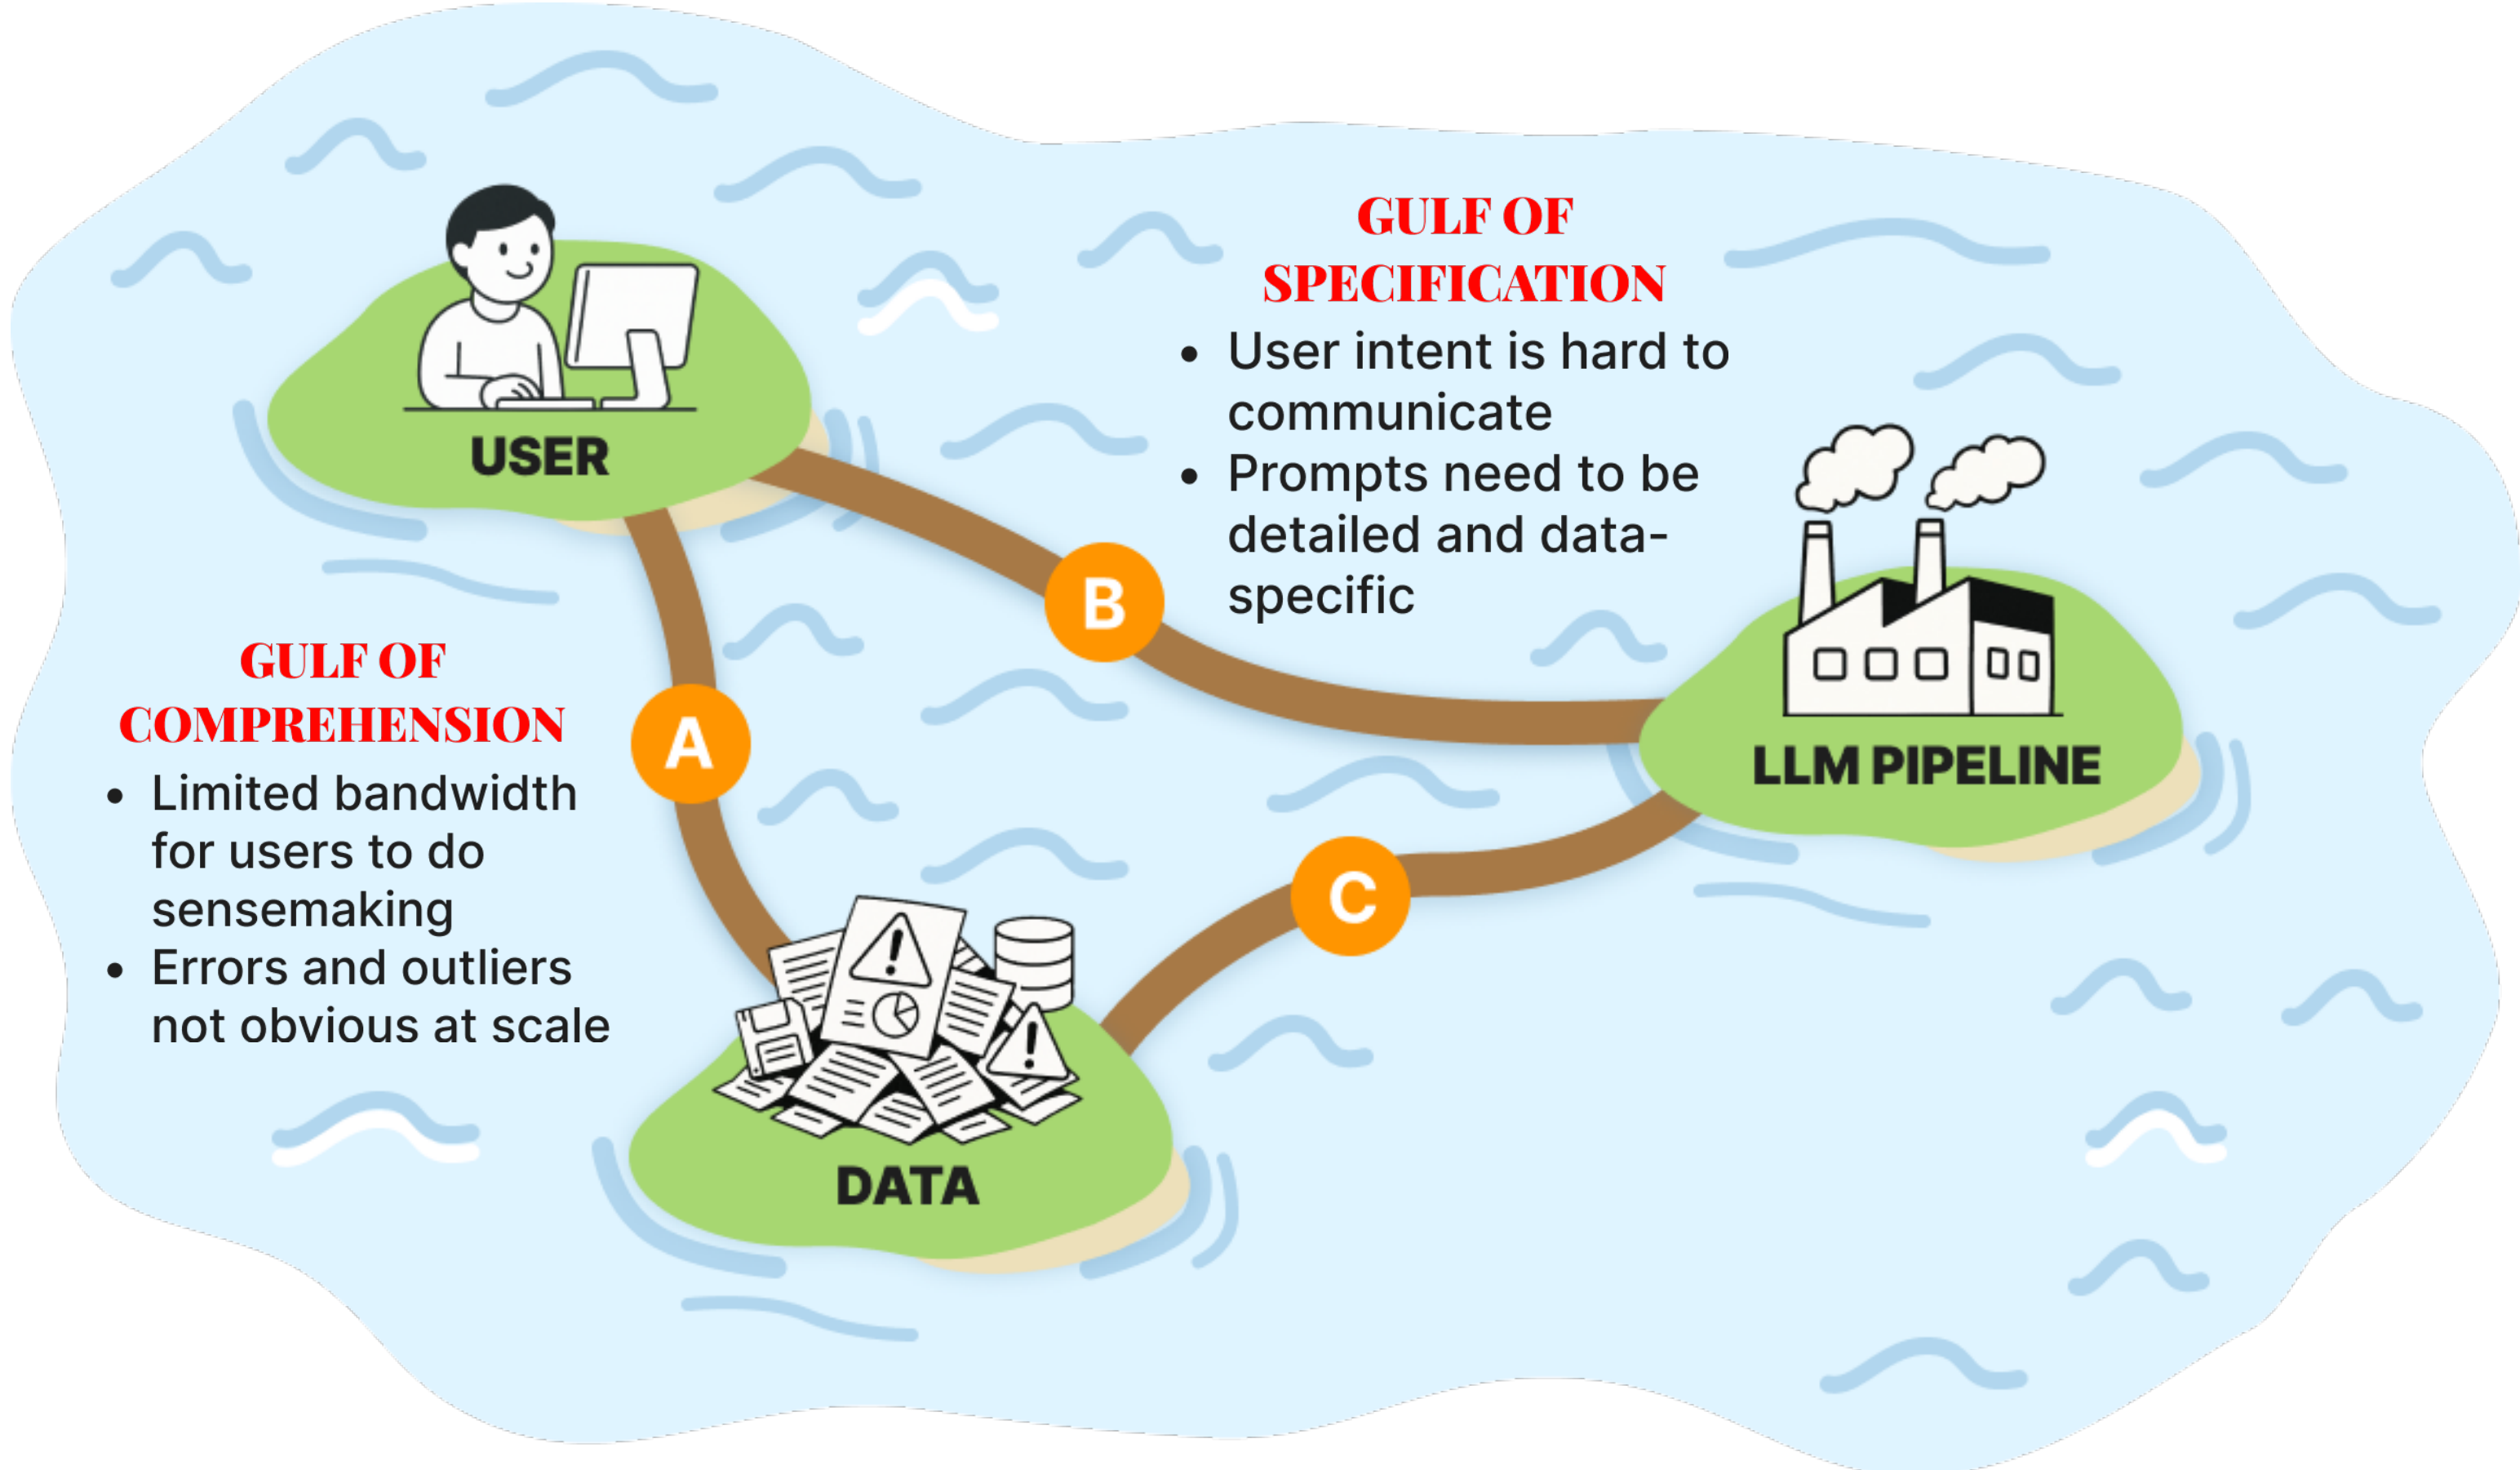 GULF OF
SPECIFICATION
• User intent is hard to
communicate
• Prompts need to be
detailed and data-
specific
USER
B
LLM PIPELINE
GULF OF
COMPREHENSION
• Limited bandwidth
for users to do
sensemaking
• Errors and outliers
not obvious at scale
A
C
DATA